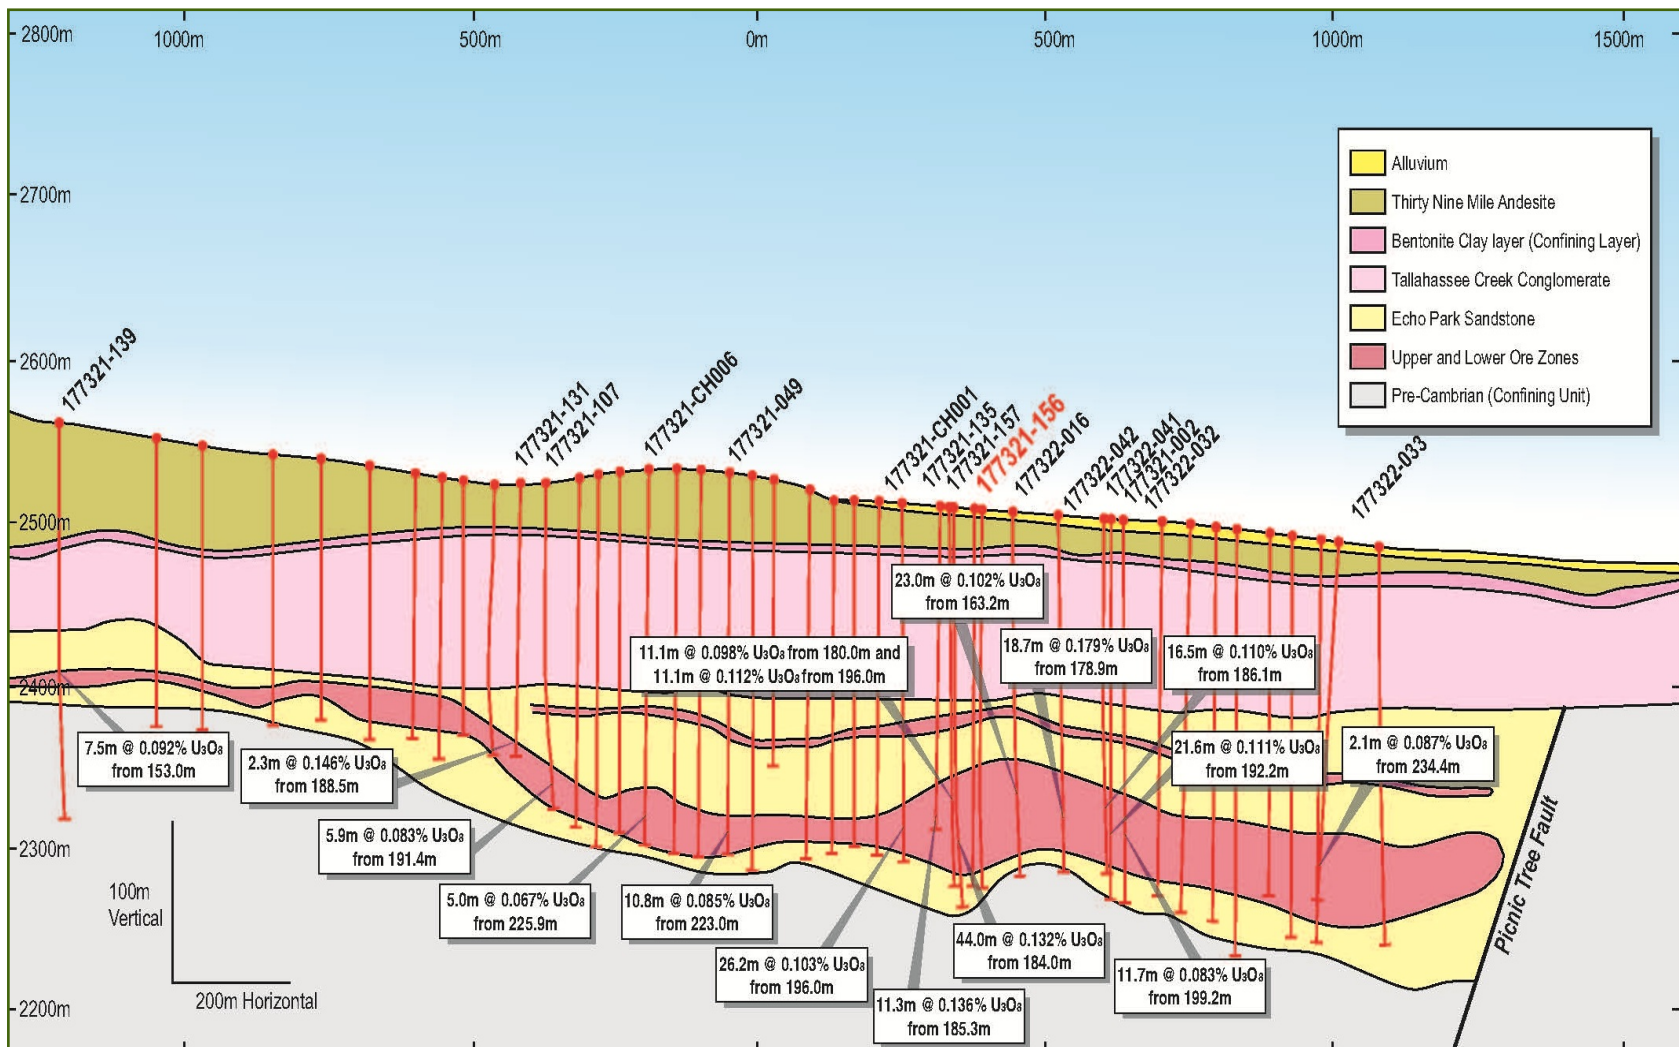 2800m
1000m
500m
0m
500m
1000m
1500m
2700m
2600m
2500m
2400m
2300m
2200m
Alluvium
Thirty Nine Mile Andesite
Bentonite Clay layer (Confining Layer)
Tallahassee Creek Conglomerate
Echo Park Sandstone
Upper and Lower Ore Zones
Pre-Cambrian (Confining Unit)
177321-139
177321-131
177321-107
177321-CH006
177321-049
177321-CH001
177321-135
177321-157
177321-156
177322-016
177322-042
177322-041
177321-002
177322-032
177322-033
23.0m @ 0.102% U₃O₈
from 163.2m
11.1m @ 0.098% U₃O₈ from 180.0m and
11.1m @ 0.112% U₃O₈ from 196.0m
18.7m @ 0.179% U₃O₈
from 178.9m
16.5m @ 0.110% U₃O₈
from 186.1m
7.5m @ 0.092% U₃O₈
from 153.0m
2.3m @ 0.146% U₃O₈
from 188.5m
21.6m @ 0.111% U₃O₈
from 192.2m
2.1m @ 0.087% U₃O₈
from 234.4m
5.9m @ 0.083% U₃O₈
from 191.4m
5.0m @ 0.067% U₃O₈
from 225.9m
10.8m @ 0.085% U₃O₈
from 223.0m
26.2m @ 0.103% U₃O₈
from 196.0m
11.3m @ 0.136% U₃O₈
from 185.3m
44.0m @ 0.132% U₃O₈
from 184.0m
11.7m @ 0.083% U₃O₈
from 199.2m
Picnic Tree Fault
100m
Vertical
200m Horizontal